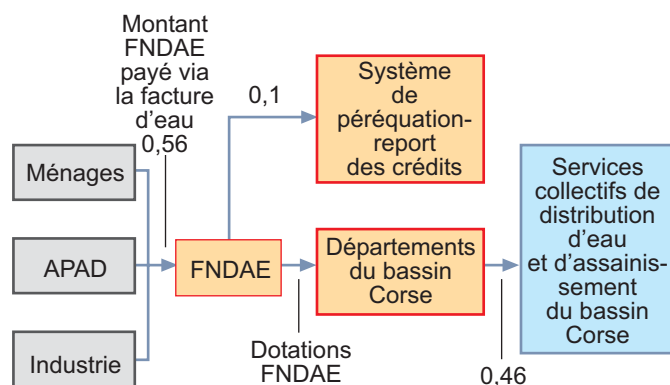 Montant
FNDAE
payé via
la facture
d'eau
0,56
0,1
Système
de
péréquation-
report
des crédits
Ménages
APAD
Industrie
FNDAE
Départements
du bassin
Corse
Services
collectifs de
distribution
d'eau
et d'assainis-
sement
du bassin
Corse
Dotations
FNDAE
0,46